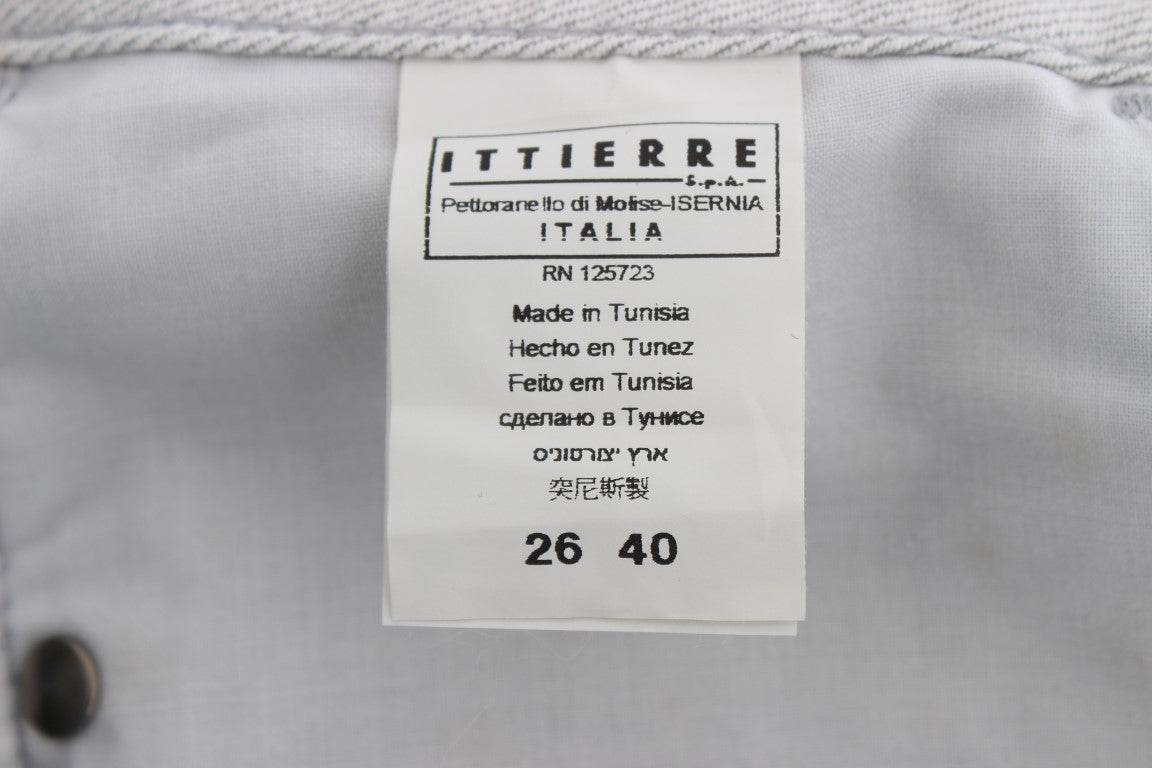 ITTIERRE
S.p.A.
Pettoranello di Molise-ISERNIA
ITALIA
RN 125723
Made in Tunisia
Hecho en Tunez
Feito em Tunisia
сделано в Тунисе
ארץ יצורטוניס
突尼斯製
26 40